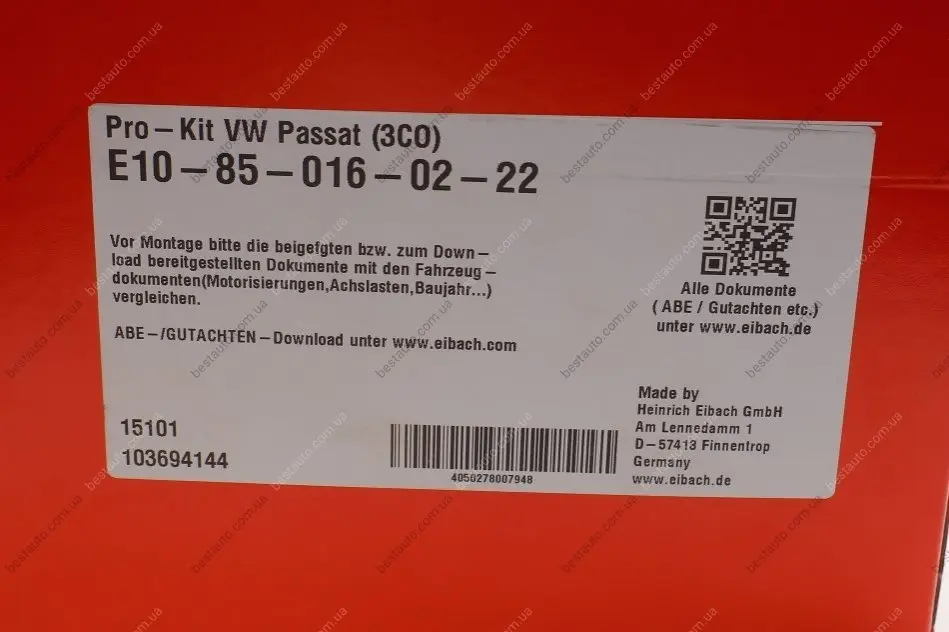 Pro-Kit VW Passat (3CO)
E10-85-016-02-22
Vor Montage bitte die beigefgten bzw. zum Down-
load bereitgestellten Dokumente mit den Fahrzeug-
dokumenten(Motorisierungen,Achslasten,Baujahr...)
vergleichen.
ABE-/GUTACHTEN-Download unter www.eibach.com
15101
103694144
4050278007948
Alle Dokumente
( ABE / Gutachten etc.)
unter www.eibach.de
Made by
Heinrich Eibach GmbH
Am Lennedamm 1
D-57413 Finnentrop
Germany
www.eibach.de
bestauto.com.ua